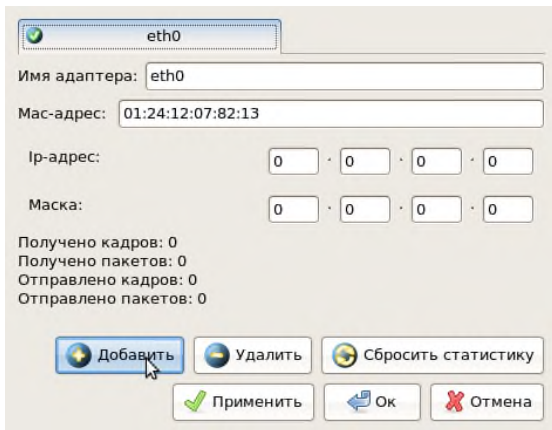 eth0
Имя адаптера: eth0
Mac-адрес: 01:24:12:07:82:13
Ip-адрес: 0 . 0 . 0 . 0
Маска: 0 . 0 . 0 . 0
Получено кадров: 0
Получено пакетов: 0
Отправлено кадров: 0
Отправлено пакетов: 0
Добавить Удалить Сбросить статистику
Применить Ок Отмена